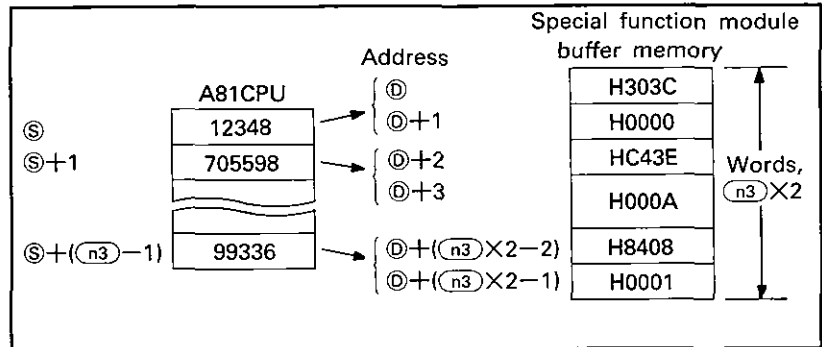 Special function module
buffer memory
Address
A81CPU
Ⓢ 12348 Ⓓ H303C
Ⓓ+1 H0000
Ⓢ+1 705598 Ⓓ+2 HC43E
Ⓓ+3 H000A
Words,
(n3)×2
Ⓢ+((n3)−1) 99336 Ⓓ+((n3)×2−2) H8408
Ⓓ+((n3)×2−1) H0001